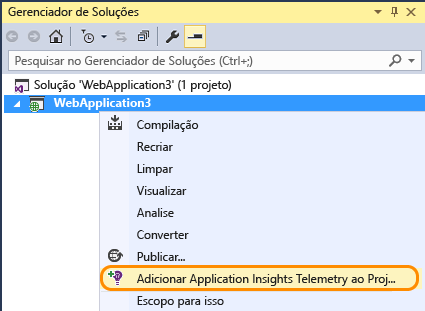 Gerenciador de Soluções
Pesquisar no Gerenciador de Soluções (Ctrl+;)
Solução 'WebApplication3' (1 projeto)
WebApplication3
Compilação
Recriar
Limpar
Visualizar
Analise
Converter
Publicar...
Adicionar Application Insights Telemetry ao Proj...
Escopo para isso